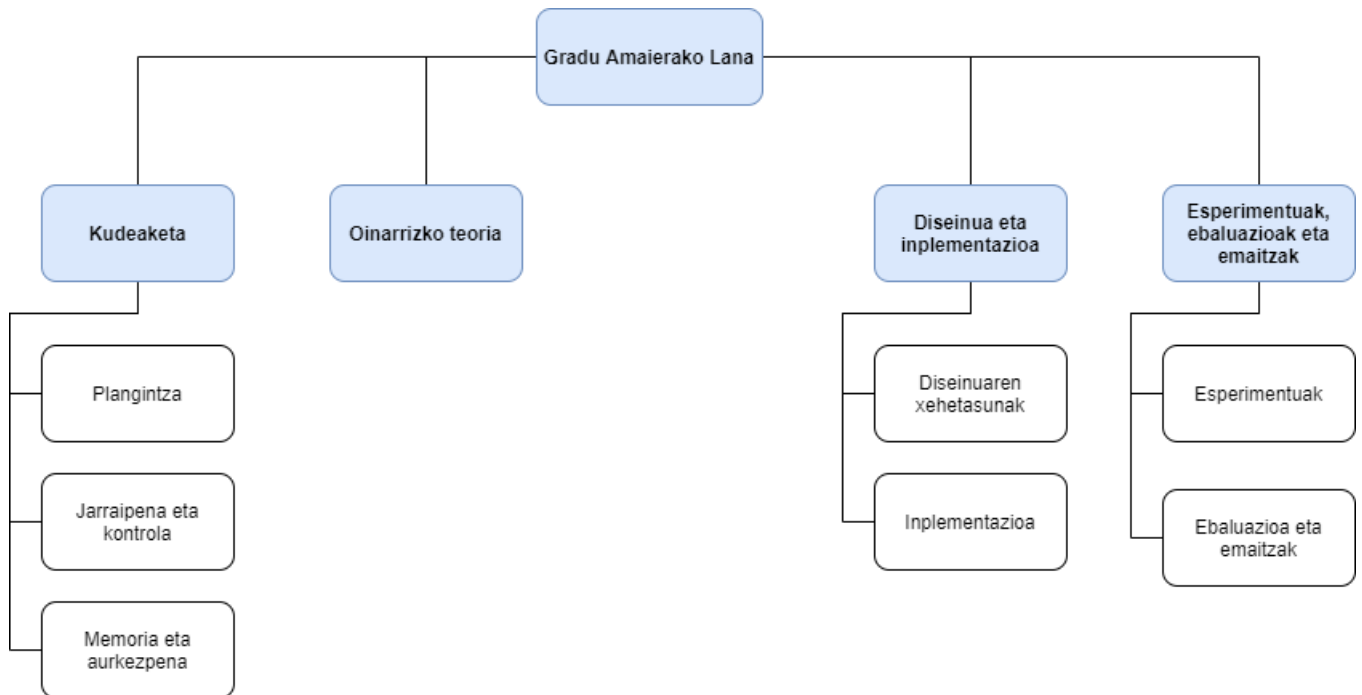 Gradu Amaierako Lana
Kudeaketa
Oinarrizko teoria
Diseinua eta
inplementazioa
Esperimentuak,
ebaluazioak eta
emaitzak
Plangintza
Jarraipena eta
kontrola
Memoria eta
aurkezpena
Diseinuaren
xehetasunak
Inplementazioa
Esperimentuak
Ebaluazioa eta
emaitzak